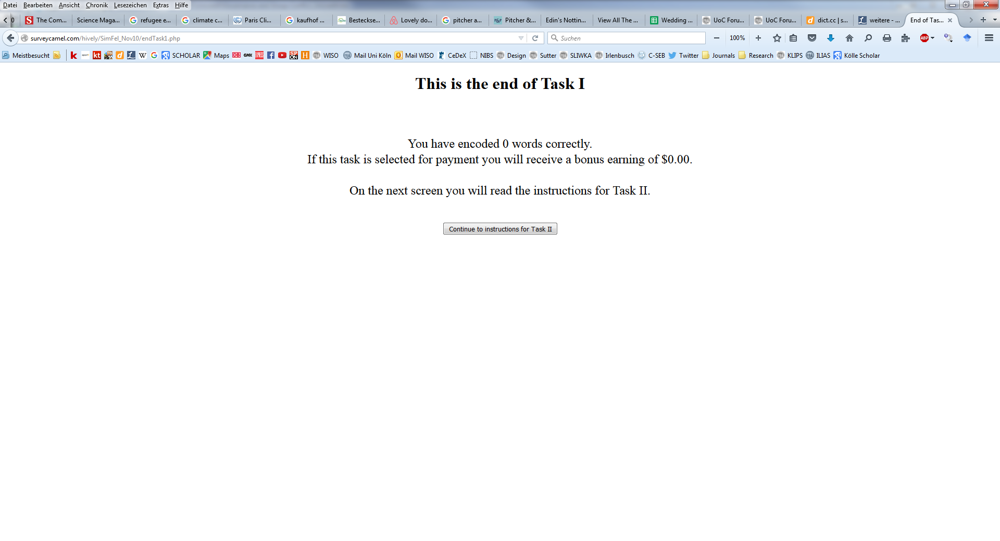 Datei Bearbeiten Ansicht Chronik Lesezeichen Extras Hilfe
0 The Com... Science Maga... refugee e... climate c... Paris Cli... kaufhof ... Besteckse... Lovely do... pitcher a... Pitcher &... Edin's Nottin... View All The ... Wedding ... UoC Foru... UoC Foru... dict.cc | s... weitere - ... End of Tas...
surveycamel.com/hively/SimFel_Nov10/endTask1.php Suchen 100% ABP
Meistbesucht SCHOLAR Maps DB GMX WISO Mail Uni Köln Mail WISO CeDeX NIBS Design Sutter SLIWKA Irlenbusch C-SEB Twitter Journals Research KLIPS ILIAS Kölle Scholar
This is the end of Task I
You have encoded 0 words correctly.
If this task is selected for payment you will receive a bonus earning of $0.00.
On the next screen you will read the instructions for Task II.
Continue to instructions for Task II